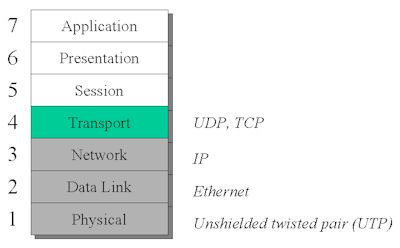 7 Application
6 Presentation
5 Session
4 Transport UDP, TCP
3 Network IP
2 Data Link Ethernet
1 Physical Unshielded twisted pair (UTP)